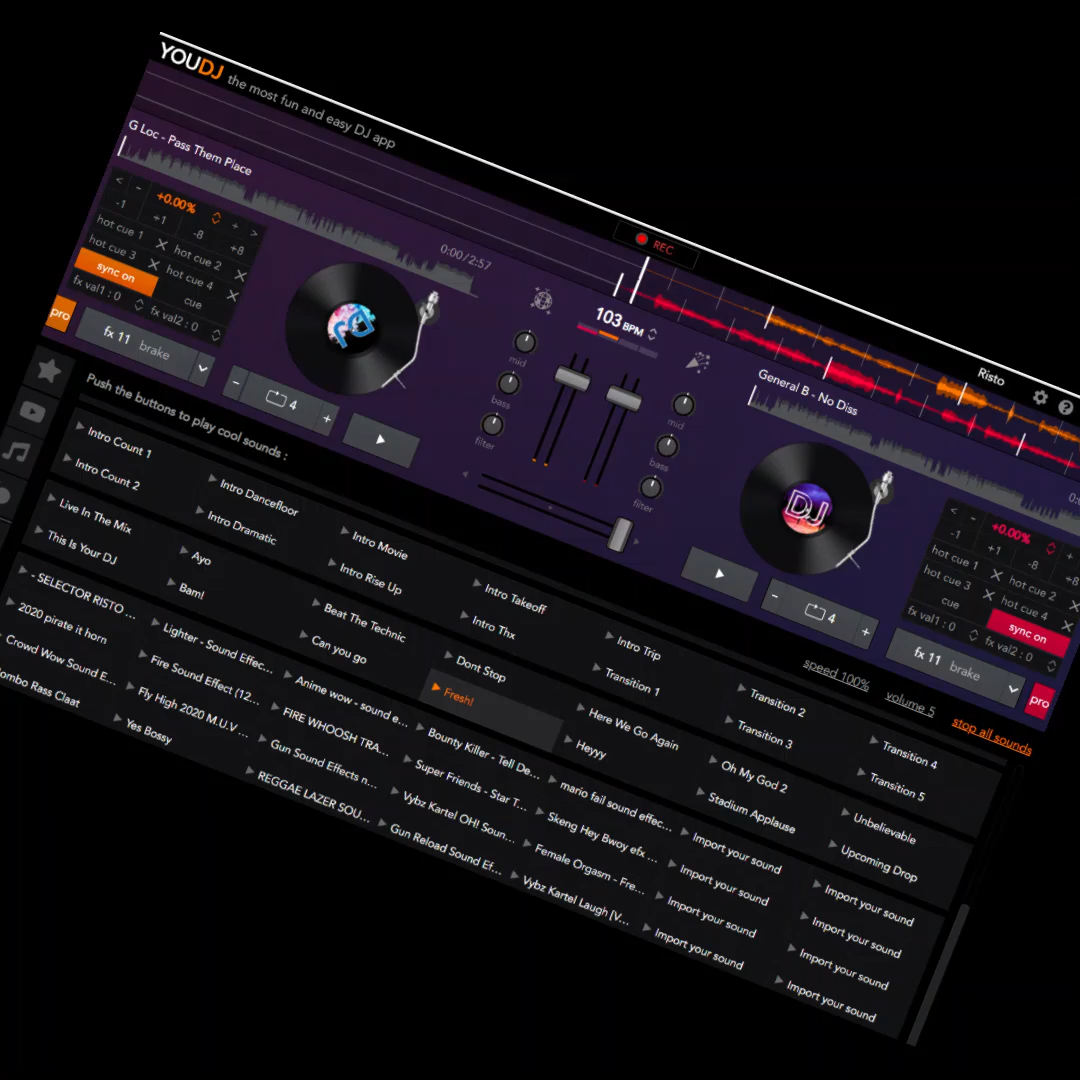 YOUDJ the most fun and easy DJ app
REC
Risto
G Loc - Pass Them Place
0:00/2:57
< - +0.00% + >
-1 +1 -8 +8
hot cue 1 hot cue 2
hot cue 3 hot cue 4
sync on cue
fx val1 : 0 fx val2 : 0
pro fx 11 brake
- 4 +
103 BPM
mid
bass
filter
mid
bass
filter
General B - No Diss
< - +0.00% +
-1 +1 -8 +8
hot cue 1 hot cue 2
hot cue 3 hot cue 4
cue sync on
fx val1 : 0 fx val2 : 0
fx 11 brake pro
- 4 +
Push the buttons to play cool sounds :
speed 100% volume 5 stop all sounds
Intro Count 1 Intro Dancefloor Intro Movie Intro Takeoff Intro Trip Transition 2 Transition 4
Intro Count 2 Intro Dramatic Intro Rise Up Intro Thx Transition 1 Transition 3 Transition 5
Live In The Mix Ayo Beat The Technic Dont Stop Here We Go Again Oh My God 2 Unbelievable
This Is Your DJ Bam! Can you go Fresh! Heyyy Stadium Applause Upcoming Drop
- SELECTOR RISTO ... Lighter - Sound Effec... Anime wow - sound e... Bounty Killer - Tell De... mario fail sound effec... Import your sound Import your sound
2020 pirate it horn Fire Sound Effect (12... FIRE WHOOSH TRA... Super Friends - Star T... Skeng Hey Bwoy efx ... Import your sound Import your sound
Crowd Wow Sound E... Fly High 2020 M.U.V ... Gun Sound Effects n... Vybz Kartel OH! Soun... Female Orgasm - Fre... Import your sound Import your sound
ombo Rass Claat Yes Bossy REGGAE LAZER SOU... Gun Reload Sound Ef... Vybz Kartel Laugh [V... Import your sound Import your sound